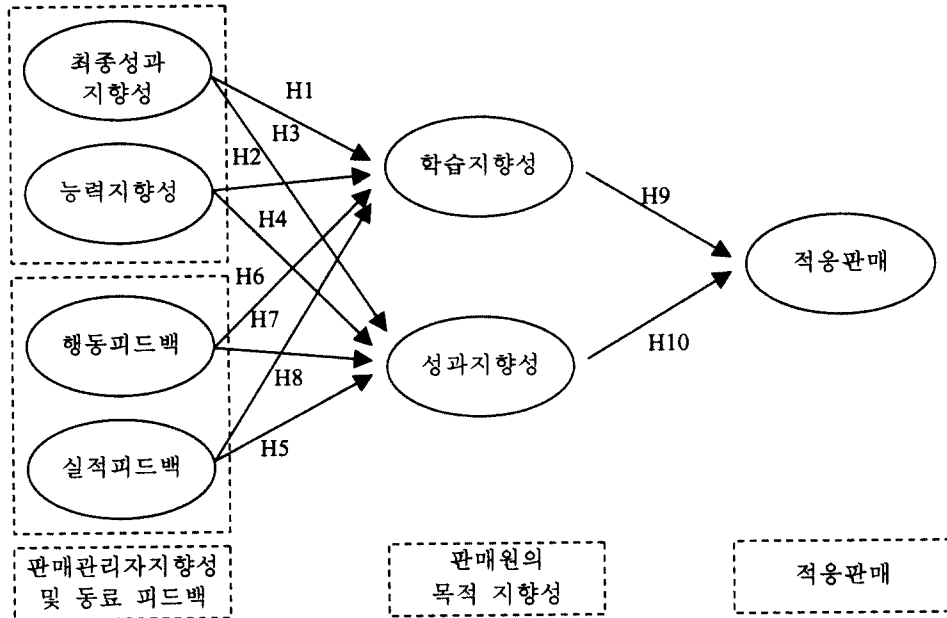 최종성과
지향성
능력지향성
행동피드백
실적피드백
H1
H3
H2
H4
H6
H7
H8
H5
학습지향성
성과지향성
H9
H10
적응판매
판매관리자지향성
및 동료 피드백
판매원의
목적 지향성
적응판매